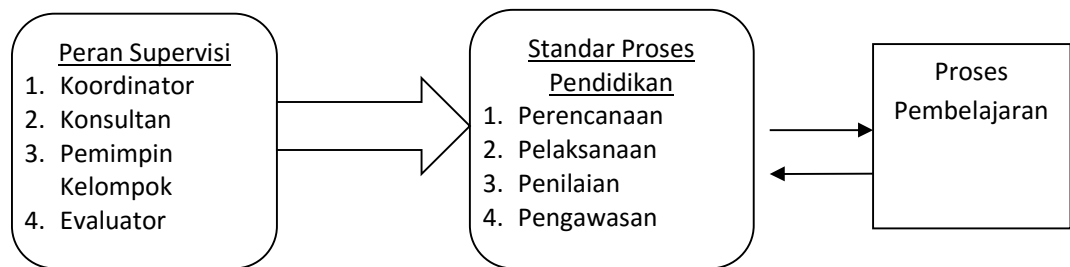 Peran Supervisi
1. Koordinator
2. Konsultan
3. Pemimpin
Kelompok
4. Evaluator
Standar Proses
Pendidikan
1. Perencanaan
2. Pelaksanaan
3. Penilaian
4. Pengawasan
Proses
Pembelajaran